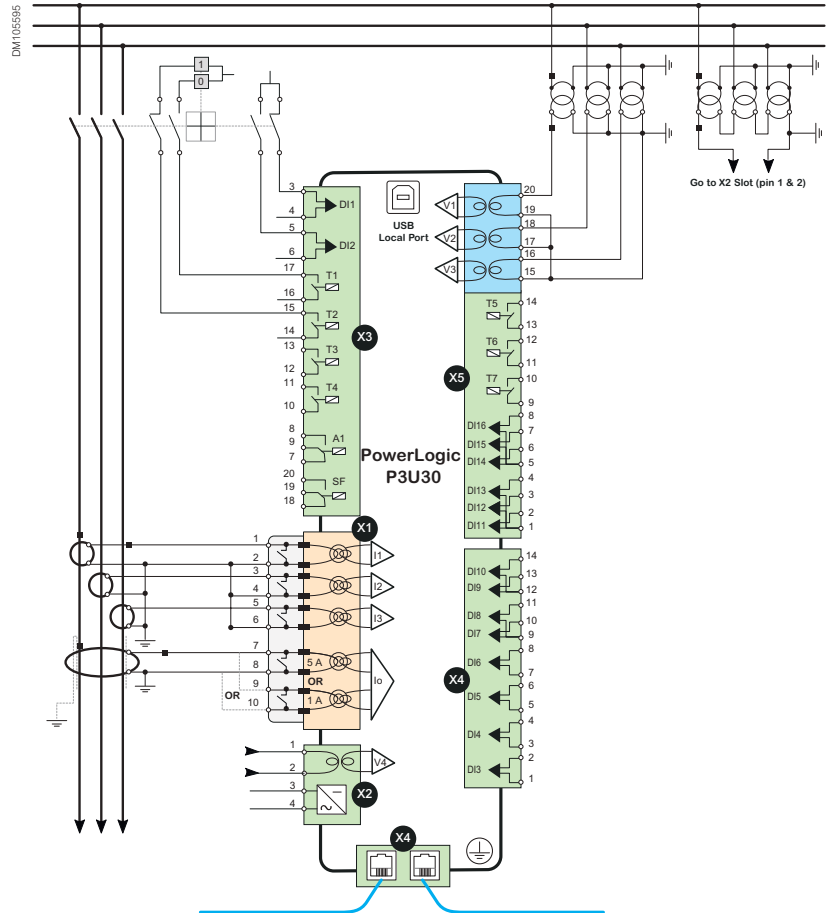 DM105595
1
0
Go to X2 Slot (pin 1 & 2)
USB
Local Port
PowerLogic
P3U30
X3
3
4
5
6
17
16
15
14
13
12
11
10
8
9
7
20
19
18
DI1
DI2
T1
T2
T3
T4
A1
SF
V1
V2
V3
20
19
18
17
16
15
X5
T5
T6
T7
14
13
12
11
10
9
8
7
6
5
4
3
2
1
DI16
DI15
DI14
DI13
DI12
DI11
X1
1
2
3
4
5
6
7
8
9
10
OR
5 A
OR
1 A
I1
I2
I3
Io
X4
14
13
12
11
10
9
8
7
6
5
4
3
2
1
DI10
DI9
DI8
DI7
DI6
DI5
DI4
DI3
X2
1
2
3
4
V4
X4